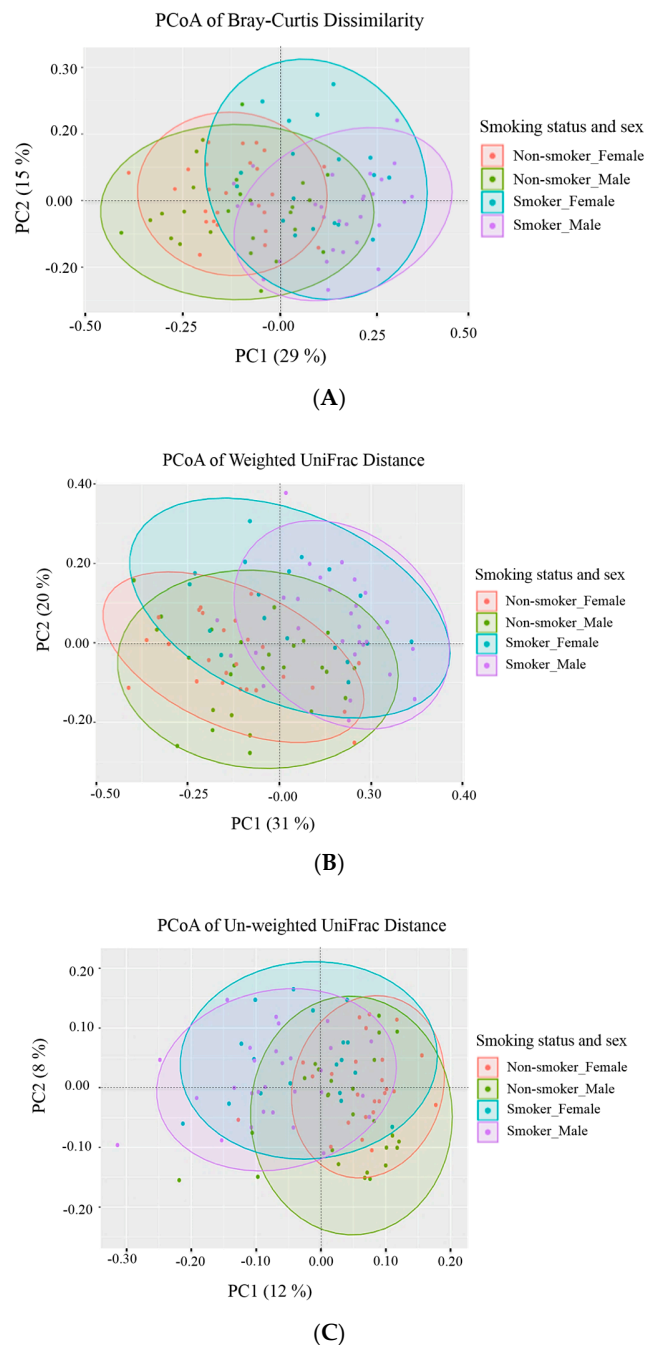 PCoA of Bray-Curtis Dissimilarity
0.30
0.20
0.00
-0.20
PC2 (15 %)
-0.50
-0.25
-0.00
0.25
0.50
PC1 (29 %)
Smoking status and sex
Non-smoker_Female
Non-smoker_Male
Smoker_Female
Smoker_Male
(A)
PCoA of Weighted UniFrac Distance
0.40
0.20
0.00
-0.20
PC2 (20 %)
-0.50
-0.25
-0.00
0.30
0.40
PC1 (31 %)
Smoking status and sex
Non-smoker_Female
Non-smoker_Male
Smoker_Female
Smoker_Male
(B)
PCoA of Un-weighted UniFrac Distance
0.20
0.10
0.00
-0.10
-0.20
PC2 (8 %)
-0.30
-0.20
-0.10
0.00
0.10
0.20
PC1 (12 %)
Smoking status and sex
Non-smoker_Female
Non-smoker_Male
Smoker_Female
Smoker_Male
(C)